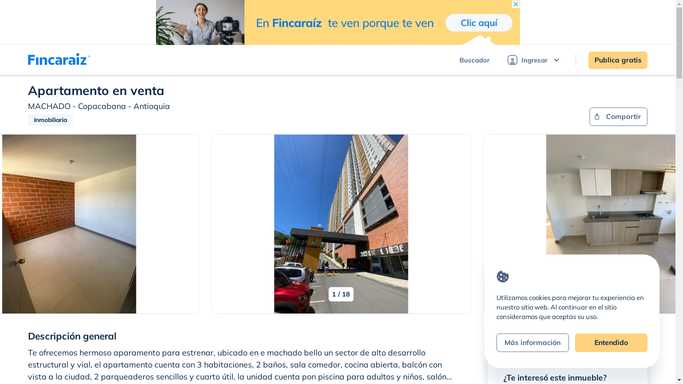 En Fincaraíz te ven porque te ven
Clic aquí
Fincaraíz
Buscador
Ingresar
Publica gratis
Apartamento en venta
MACHADO - Copacabana - Antioquia
Inmobiliaria
Compartir
1 / 18
Utilizamos cookies para mejorar tu experiencia en
nuestro sitio web. Al continuar en el sitio
consideramos que aceptas su uso.
Más información
Entendido
Descripción general
Te ofrecemos hermoso aparamento para estrenar, ubicado en e machado bello un sector de alto desarrollo
estructural y vial, el apartamento cuenta con 3 habitaciones, 2 baños, sala comedor, cocina abierta, balcón con
vista a la ciudad, 2 parqueaderos sencillos y cuarto útil, la unidad cuenta pon piscina para adultos y niños, salón...
¿Te interesó este inmueble?